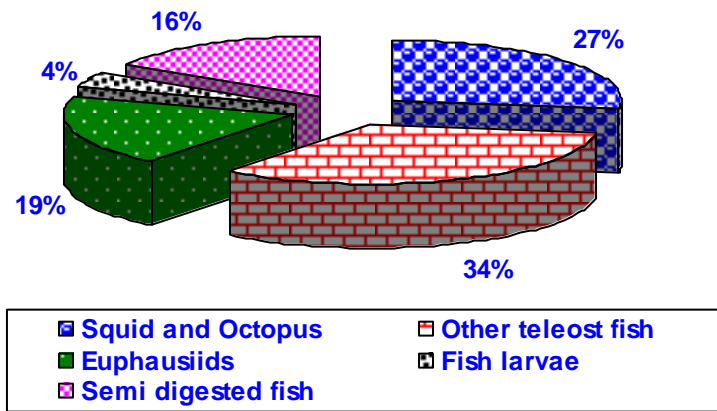 16%
27%
4%
19%
34%
Squid and Octopus
Other teleost fish
Euphausiids
Fish larvae
Semi digested fish